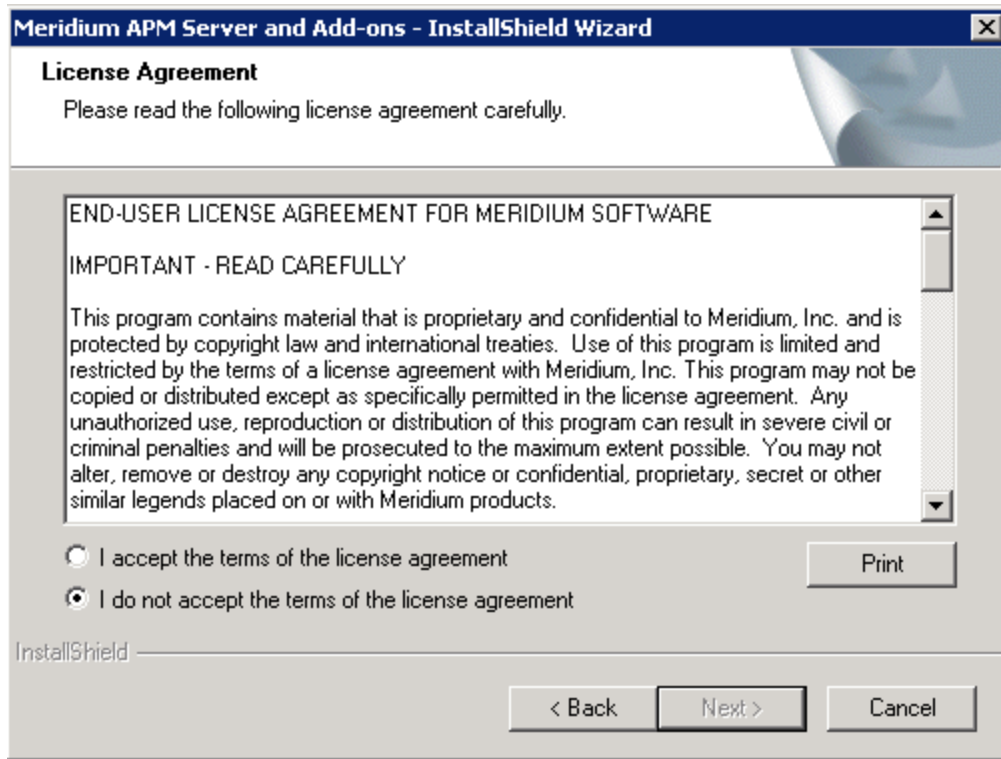 Meridium APM Server and Add-ons - InstallShield Wizard
License Agreement
Please read the following license agreement carefully.
END-USER LICENSE AGREEMENT FOR MERIDIUM SOFTWARE
IMPORTANT - READ CAREFULLY
This program contains material that is proprietary and confidential to Meridium, Inc. and is
protected by copyright law and international treaties.  Use of this program is limited and
restricted by the terms of a license agreement with Meridium, Inc. This program may not be
copied or distributed except as specifically permitted in the license agreement.  Any
unauthorized use, reproduction or distribution of this program can result in severe civil or
criminal penalties and will be prosecuted to the maximum extent possible.  You may not
alter, remove or destroy any copyright notice or confidential, proprietary, secret or other
similar legends placed on or with Meridium products.
I accept the terms of the license agreement
Print
I do not accept the terms of the license agreement
InstallShield
< Back
Next >
Cancel